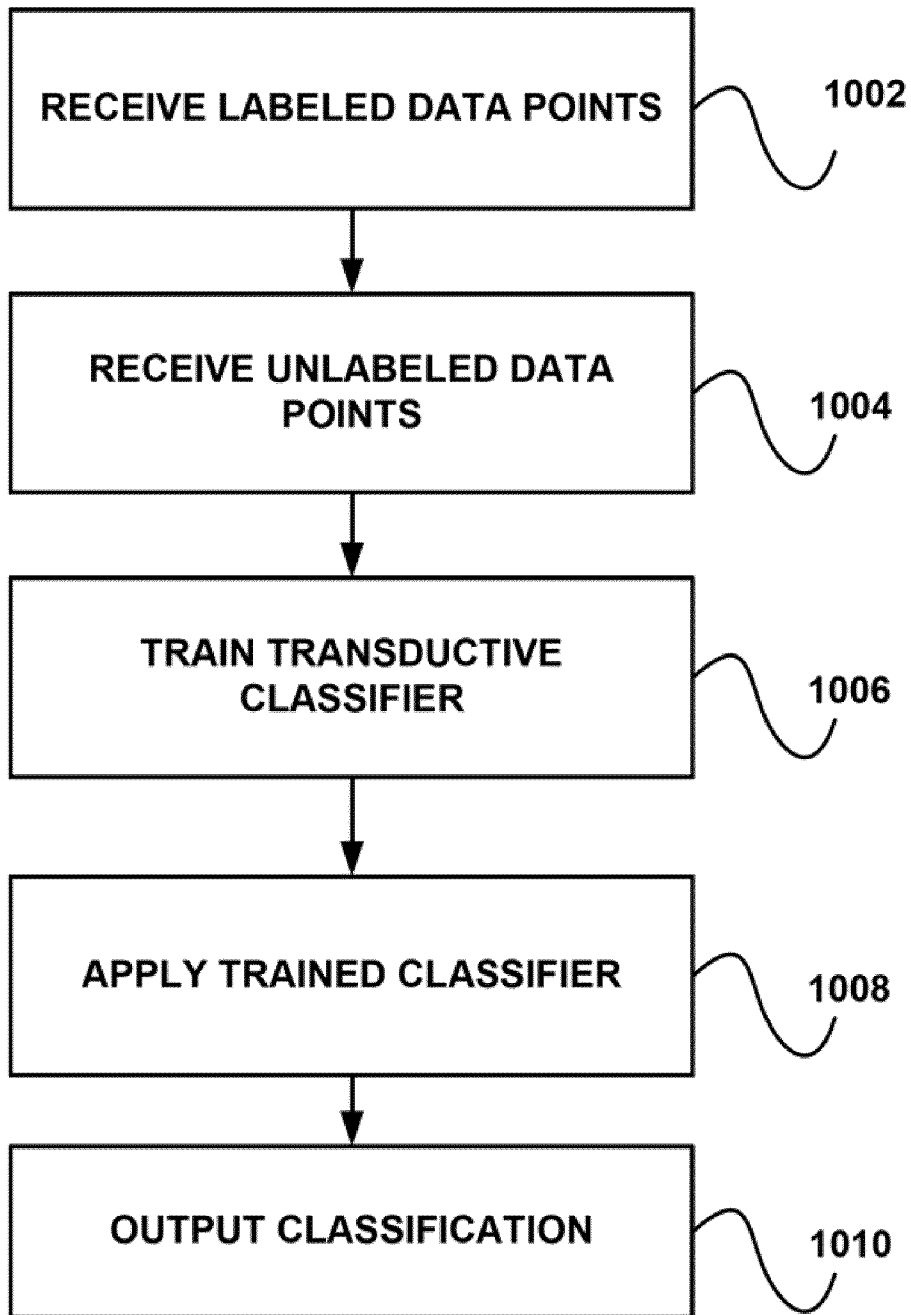 RECEIVE LABELED DATA POINTS
1002
RECEIVE UNLABELED DATA
POINTS
1004
TRAIN TRANSDUCTIVE
CLASSIFIER
1006
APPLY TRAINED CLASSIFIER
1008
OUTPUT CLASSIFICATION
1010